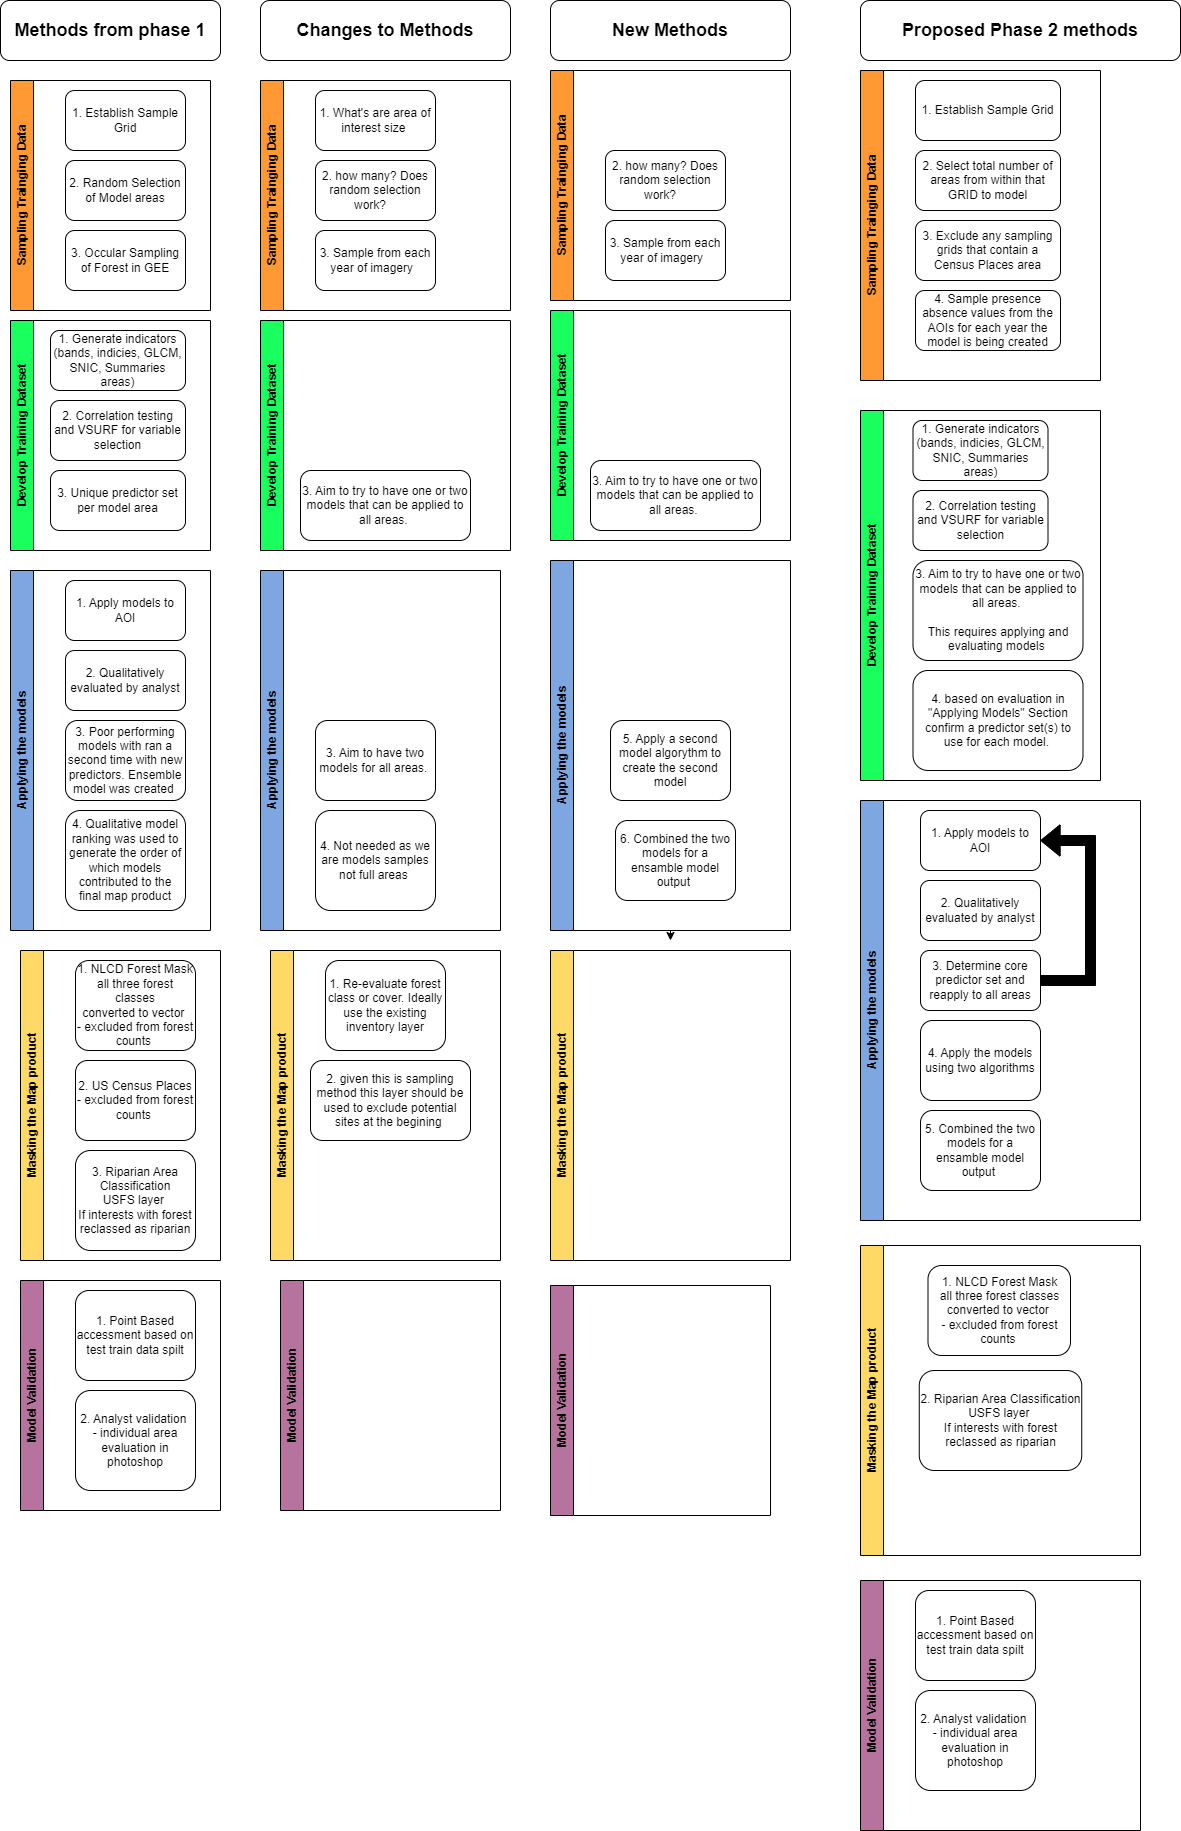 Methods from phase 1
Sampling Trainging Data
1. Establish Sample
Grid
2. Random Selection
of Model areas
3. Occular Sampling
of Forest in GEE
Develop Training Dataset
1. Generate indicators
(bands, indicies, GLCM,
SNIC, Summaries
areas)
2. Correlation testing
and VSURF for variable
selection
3. Unique predictor set
per model area
Applying the models
1. Apply models to
AOI
2. Qualitatively
evaluated by analyst
3. Poor performing
models with ran a
second time with new
predictors. Ensemble
model was created
4. Qualitative model
ranking was used to
generate the order of
which models
contributed to the
final map product
Masking the Map product
1. NLCD Forest Mask
all three forest
classes
converted to vector
- excluded from forest
counts
2. US Census Places
- excluded from forest
counts
3. Riparian Area
Classification
USFS layer
If interests with forest
reclassed as riparian
Model Validation
1. Point Based
accessment based on
test train data spilt
2. Analyst validation
- individual area
evaluation in
photoshop
Changes to Methods
Sampling Trainging Data
1. What's are area of
interest size
2. how many? Does
random selection
work?
3. Sample from each
year of imagery
Develop Training Dataset
3. Aim to try to have one or two
models that can be applied to
all areas.
Applying the models
3. Aim to have two
models for all areas.
4. Not needed as we
are models samples
not full areas
Masking the Map product
1. Re-evaluate forest
class or cover. Ideally
use the existing
inventory layer
2. given this is sampling
method this layer should be
used to exclude potential
sites at the begining
Model Validation
New Methods
Sampling Trainging Data
2. how many? Does
random selection
work?
3. Sample from each
year of imagery
Develop Training Dataset
3. Aim to try to have one or two
models that can be applied to
all areas.
Applying the models
5. Apply a second
model algorythm to
create the second
model
6. Combined the two
models for a
ensamble model
output
Masking the Map product
Model Validation
Proposed Phase 2 methods
Sampling Trainging Data
1. Establish Sample Grid
2. Select total number of
areas from within that
GRID to model
3. Exclude any sampling
grids that contain a
Census Places area
4. Sample presence
absence values from the
AOIs for each year the
model is being created
Develop Training Dataset
1. Generate indicators
(bands, indicies, GLCM,
SNIC, Summaries
areas)
2. Correlation testing
and VSURF for variable
selection
3. Aim to try to have one or two
models that can be applied to
all areas.
This requires applying and
evaluating models
4. based on evaluation in
"Applying Models" Section
confirm a predictor set(s) to
use for each model.
Applying the models
1. Apply models to
AOI
2. Qualitatively
evaluated by analyst
3. Determine core
predictor set and
reapply to all areas
4. Apply the models
using two algorithms
5. Combined the two
models for a
ensamble model
output
Masking the Map product
1. NLCD Forest Mask
all three forest classes
converted to vector
- excluded from forest
counts
2. Riparian Area Classification
USFS layer
If interests with forest
reclassed as riparian
Model Validation
1. Point Based
accessment based on
test train data spilt
2. Analyst validation
- individual area
evaluation in
photoshop